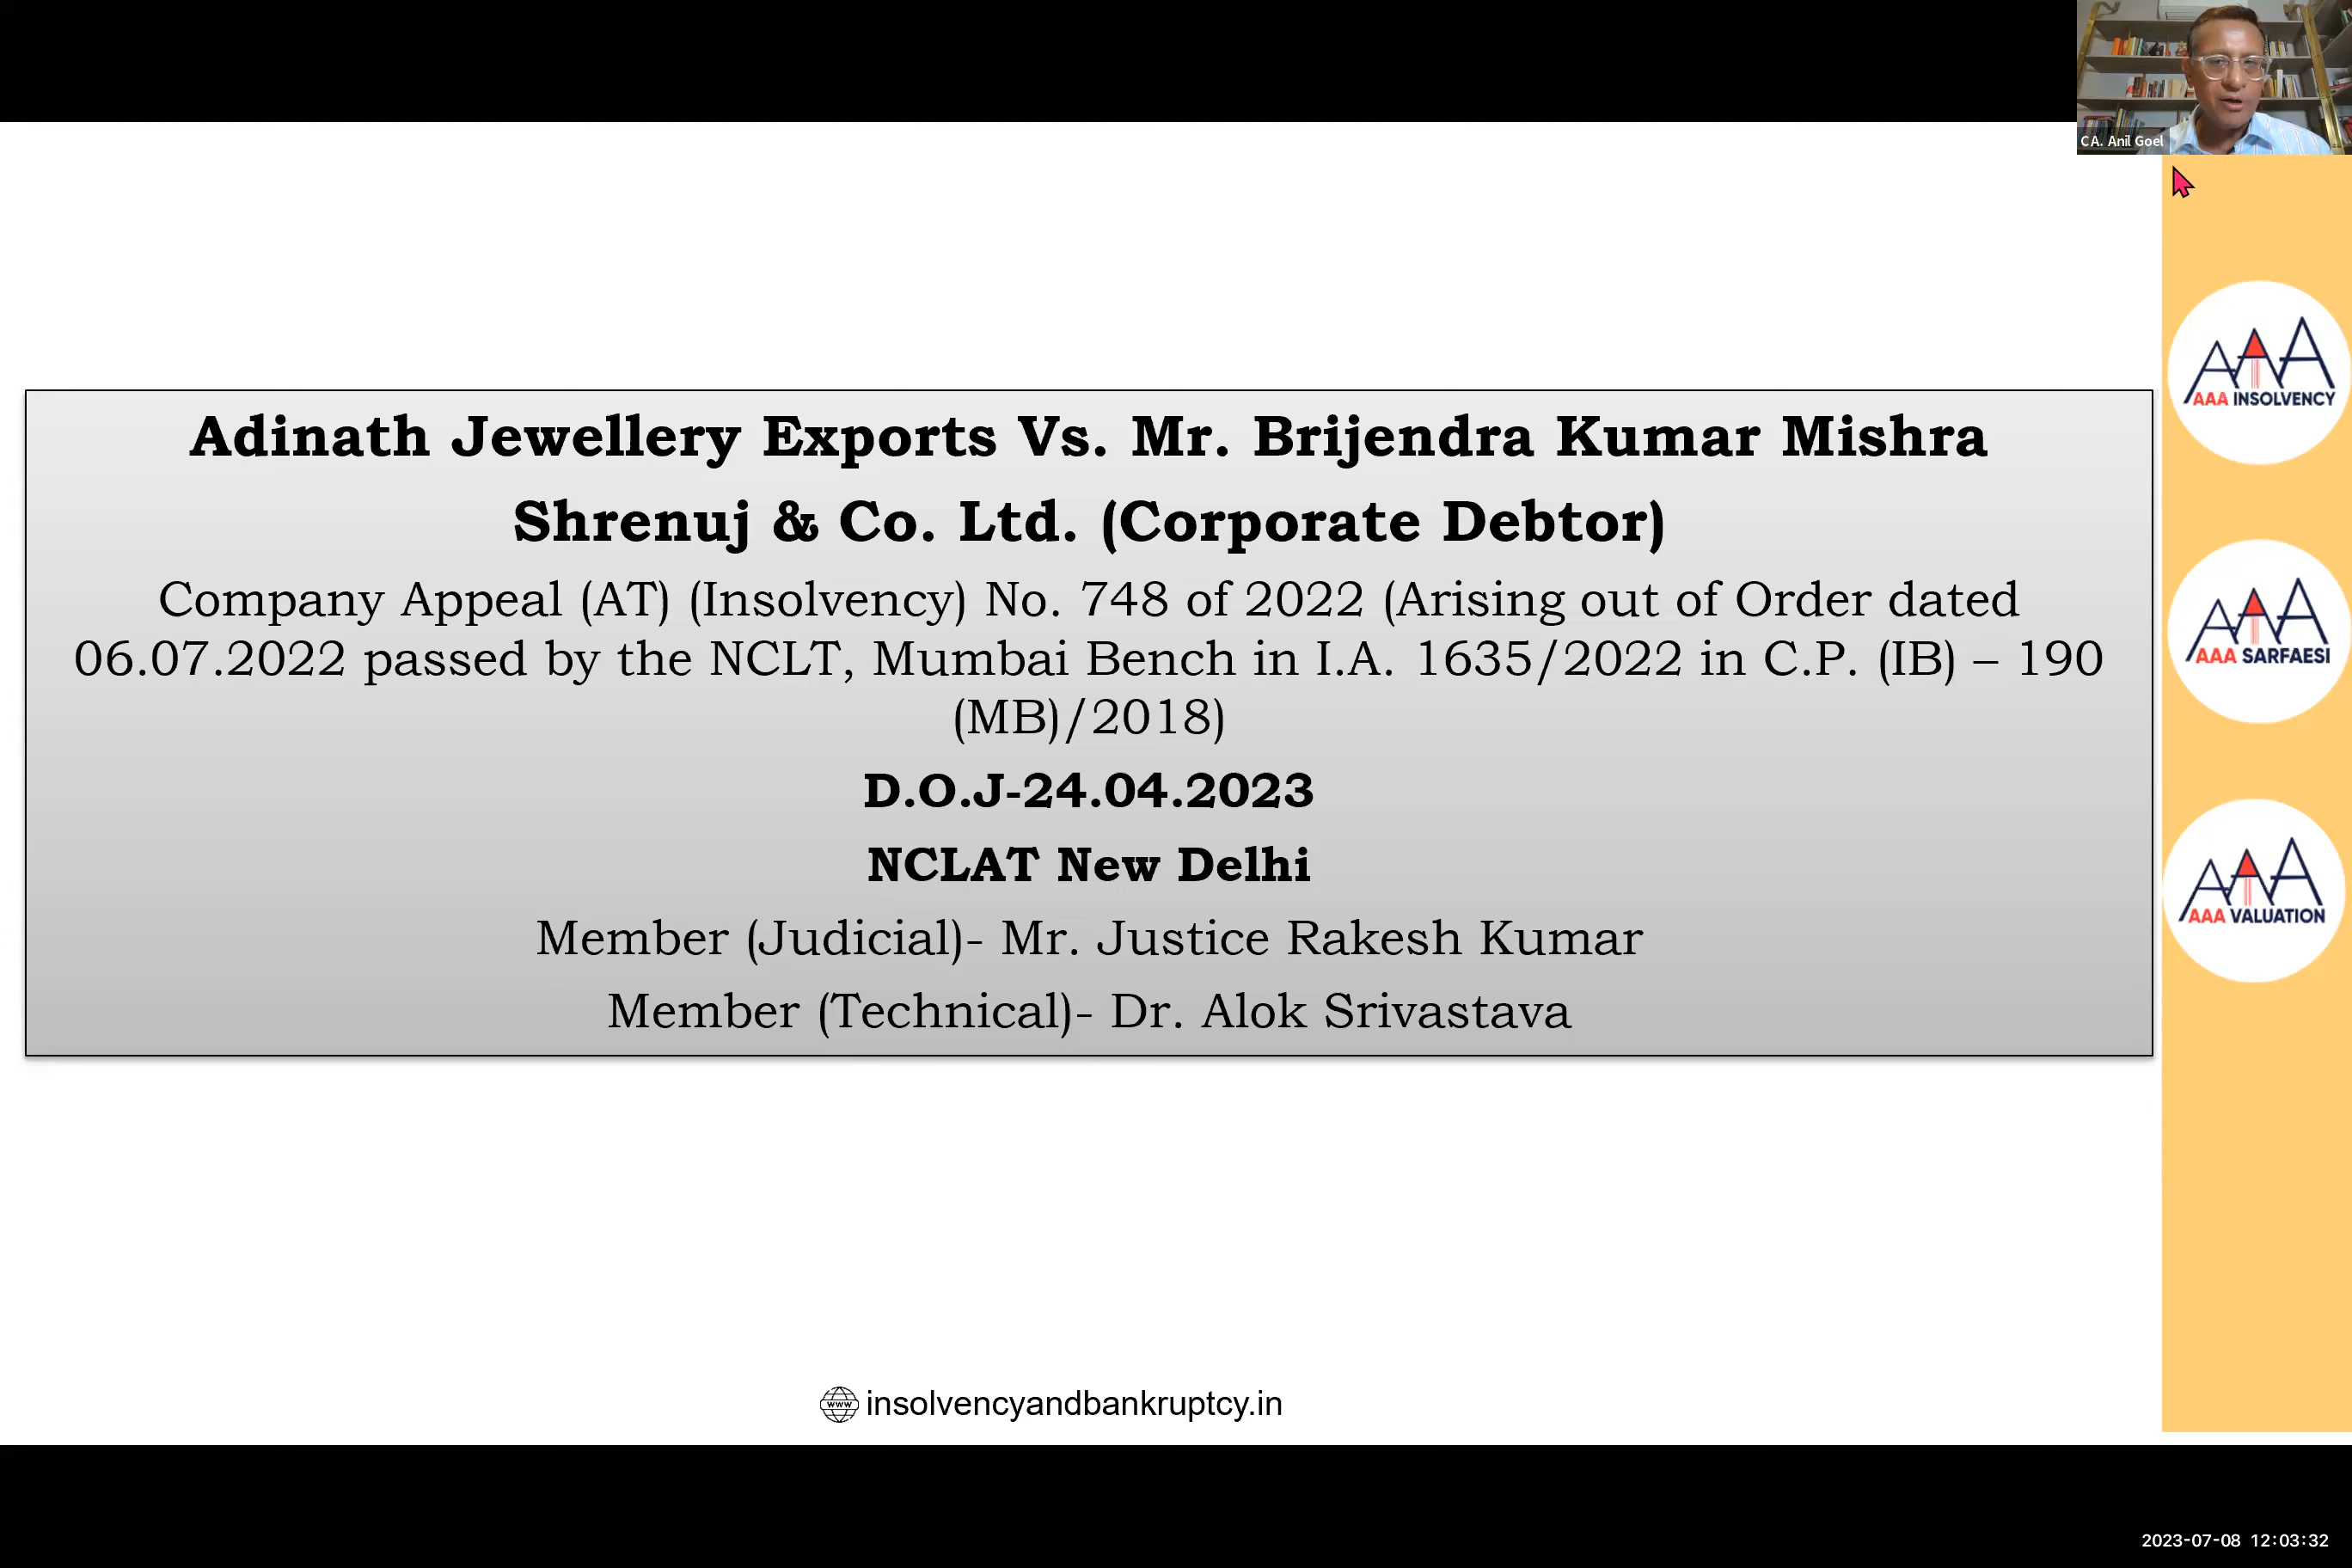 CA. Anil Goel
AAA INSOLVENCY
Adinath Jewellery Exports Vs. Mr. Brijendra Kumar Mishra
Shrenuj & Co. Ltd. (Corporate Debtor)
Company Appeal (AT) (Insolvency) No. 748 of 2022 (Arising out of Order dated
06.07.2022 passed by the NCLT, Mumbai Bench in I.A. 1635/2022 in C.P. (IB) – 190
(MB)/2018)
D.O.J-24.04.2023
NCLAT New Delhi
Member (Judicial)- Mr. Justice Rakesh Kumar
Member (Technical)- Dr. Alok Srivastava
AAA SARFAESI
AAA VALUATION
www insolvencyandbankruptcy.in
2023-07-08 12:03:32